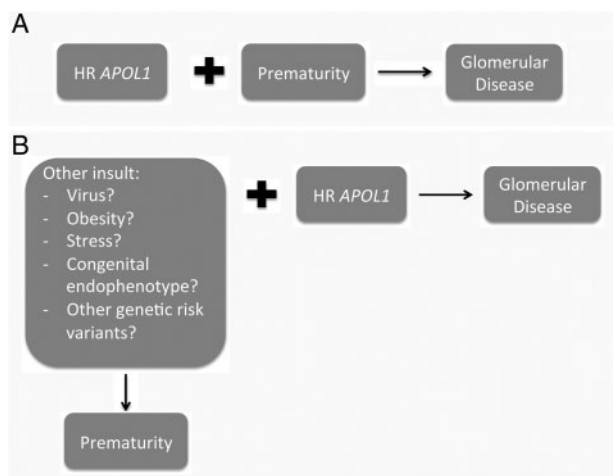 A
HR APOL1
Prematurity
Glomerular
Disease
B
Other insult:
- Virus?
- Obesity?
- Stress?
- Congenital
endophenotype?
- Other genetic risk
variants?
HR APOL1
Glomerular
Disease
Prematurity